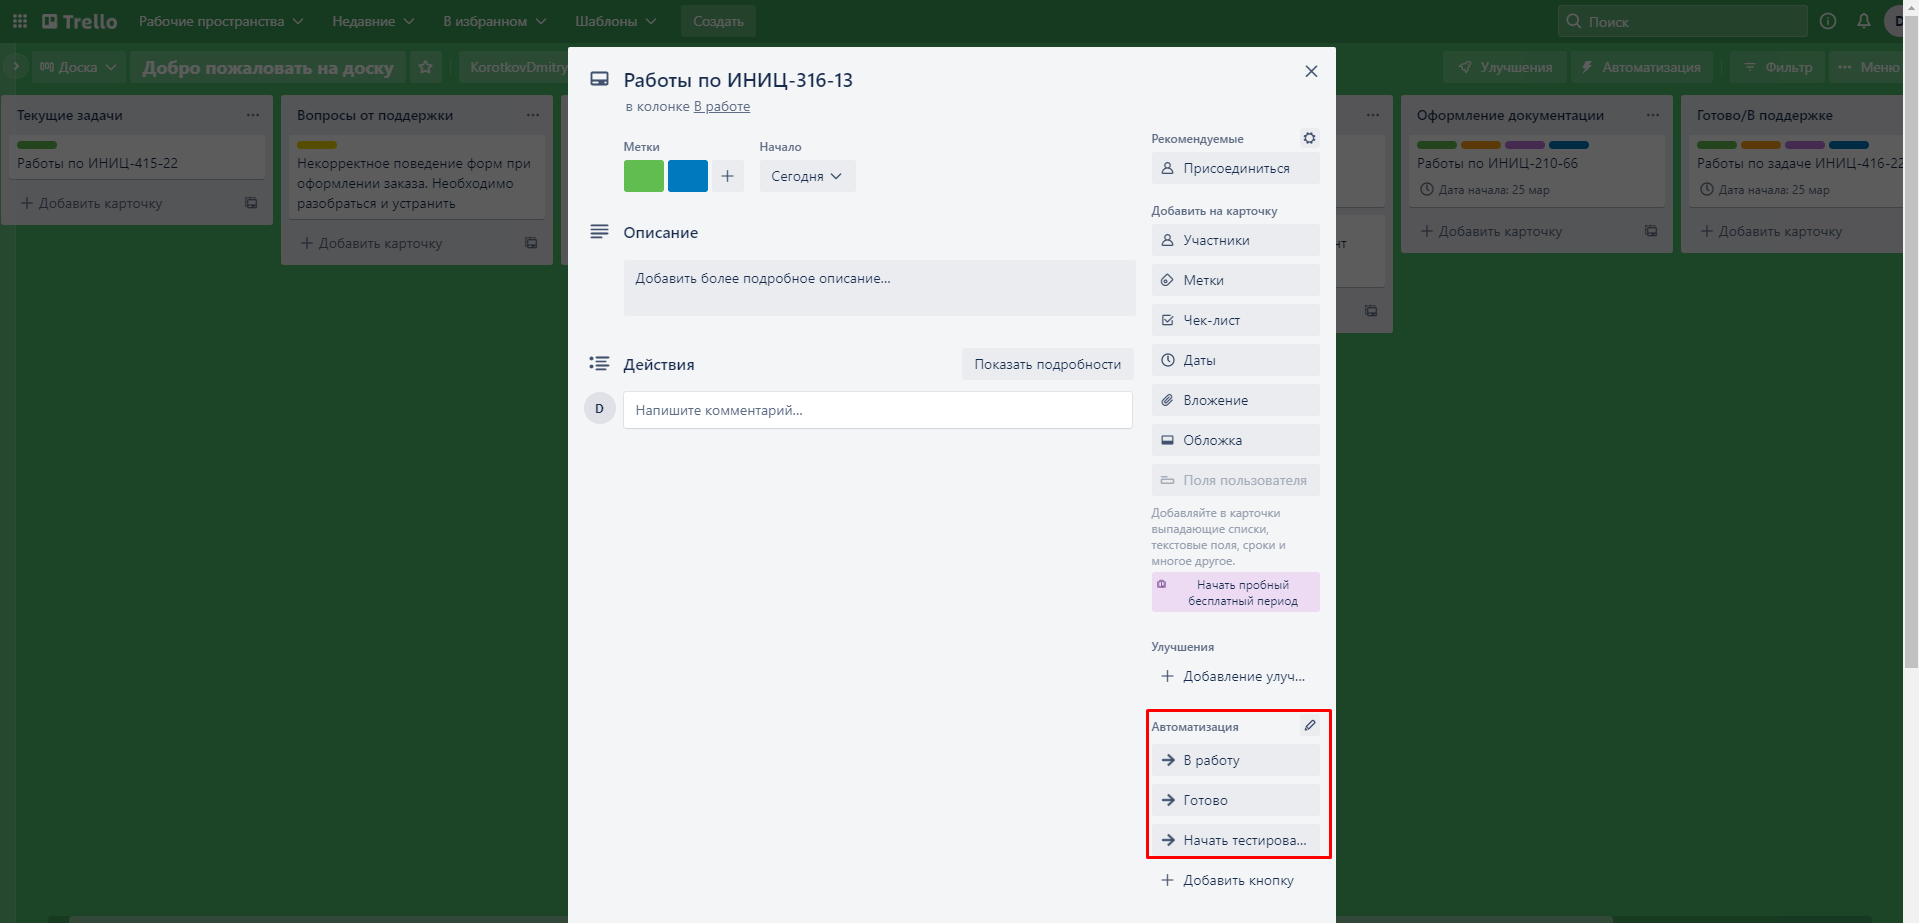 Trello
Рабочие пространства
Недавние
В избранном
Шаблоны
Создать
Поиск
D
Доска
Добро пожаловать на доску
KorotkovDmitry
Улучшения
Автоматизация
Фильтр
Меню
Текущие задачи
Работы по ИНИЦ-415-22
Добавить карточку
Вопросы от поддержки
Некорректное поведение форм при
оформлении заказа. Необходимо
разобраться и устранить
Добавить карточку
Работы по ИНИЦ-316-13
в колонке В работе
Метки
Начало
Сегодня
Описание
Добавить более подробное описание...
Действия
Показать подробности
D
Напишите комментарий...
Рекомендуемые
Присоединиться
Добавить на карточку
Участники
Метки
Чек-лист
Даты
Вложение
Обложка
Поля пользователя
Добавляйте в карточки
выпадающие списки,
текстовые поля, сроки и
многое другое.
Начать пробный
бесплатный период
Улучшения
Добавление улуч...
Автоматизация
В работу
Готово
Начать тестирова...
Добавить кнопку
Оформление документации
Работы по ИНИЦ-210-66
Дата начала: 25 мар
Добавить карточку
Готово/В поддержке
Работы по задаче ИНИЦ-416-22
Дата начала: 25 мар
Добавить карточку